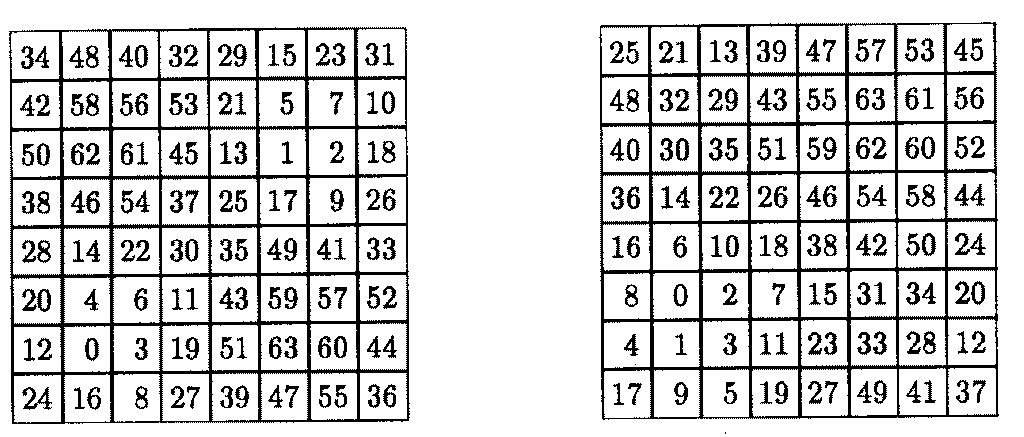 34 48 40 32 29 15 23 31
42 58 56 53 21 5 7 10
50 62 61 45 13 1 2 18
38 46 54 37 25 17 9 26
28 14 22 30 35 49 41 33
20 4 6 11 43 59 57 52
12 0 3 19 51 63 60 44
24 16 8 27 39 47 55 36
25 21 13 39 47 57 53 45
48 32 29 43 55 63 61 56
40 30 35 51 59 62 60 52
36 14 22 26 46 54 58 44
16 6 10 18 38 42 50 24
8 0 2 7 15 31 34 20
4 1 3 11 23 33 28 12
17 9 5 19 27 49 41 37